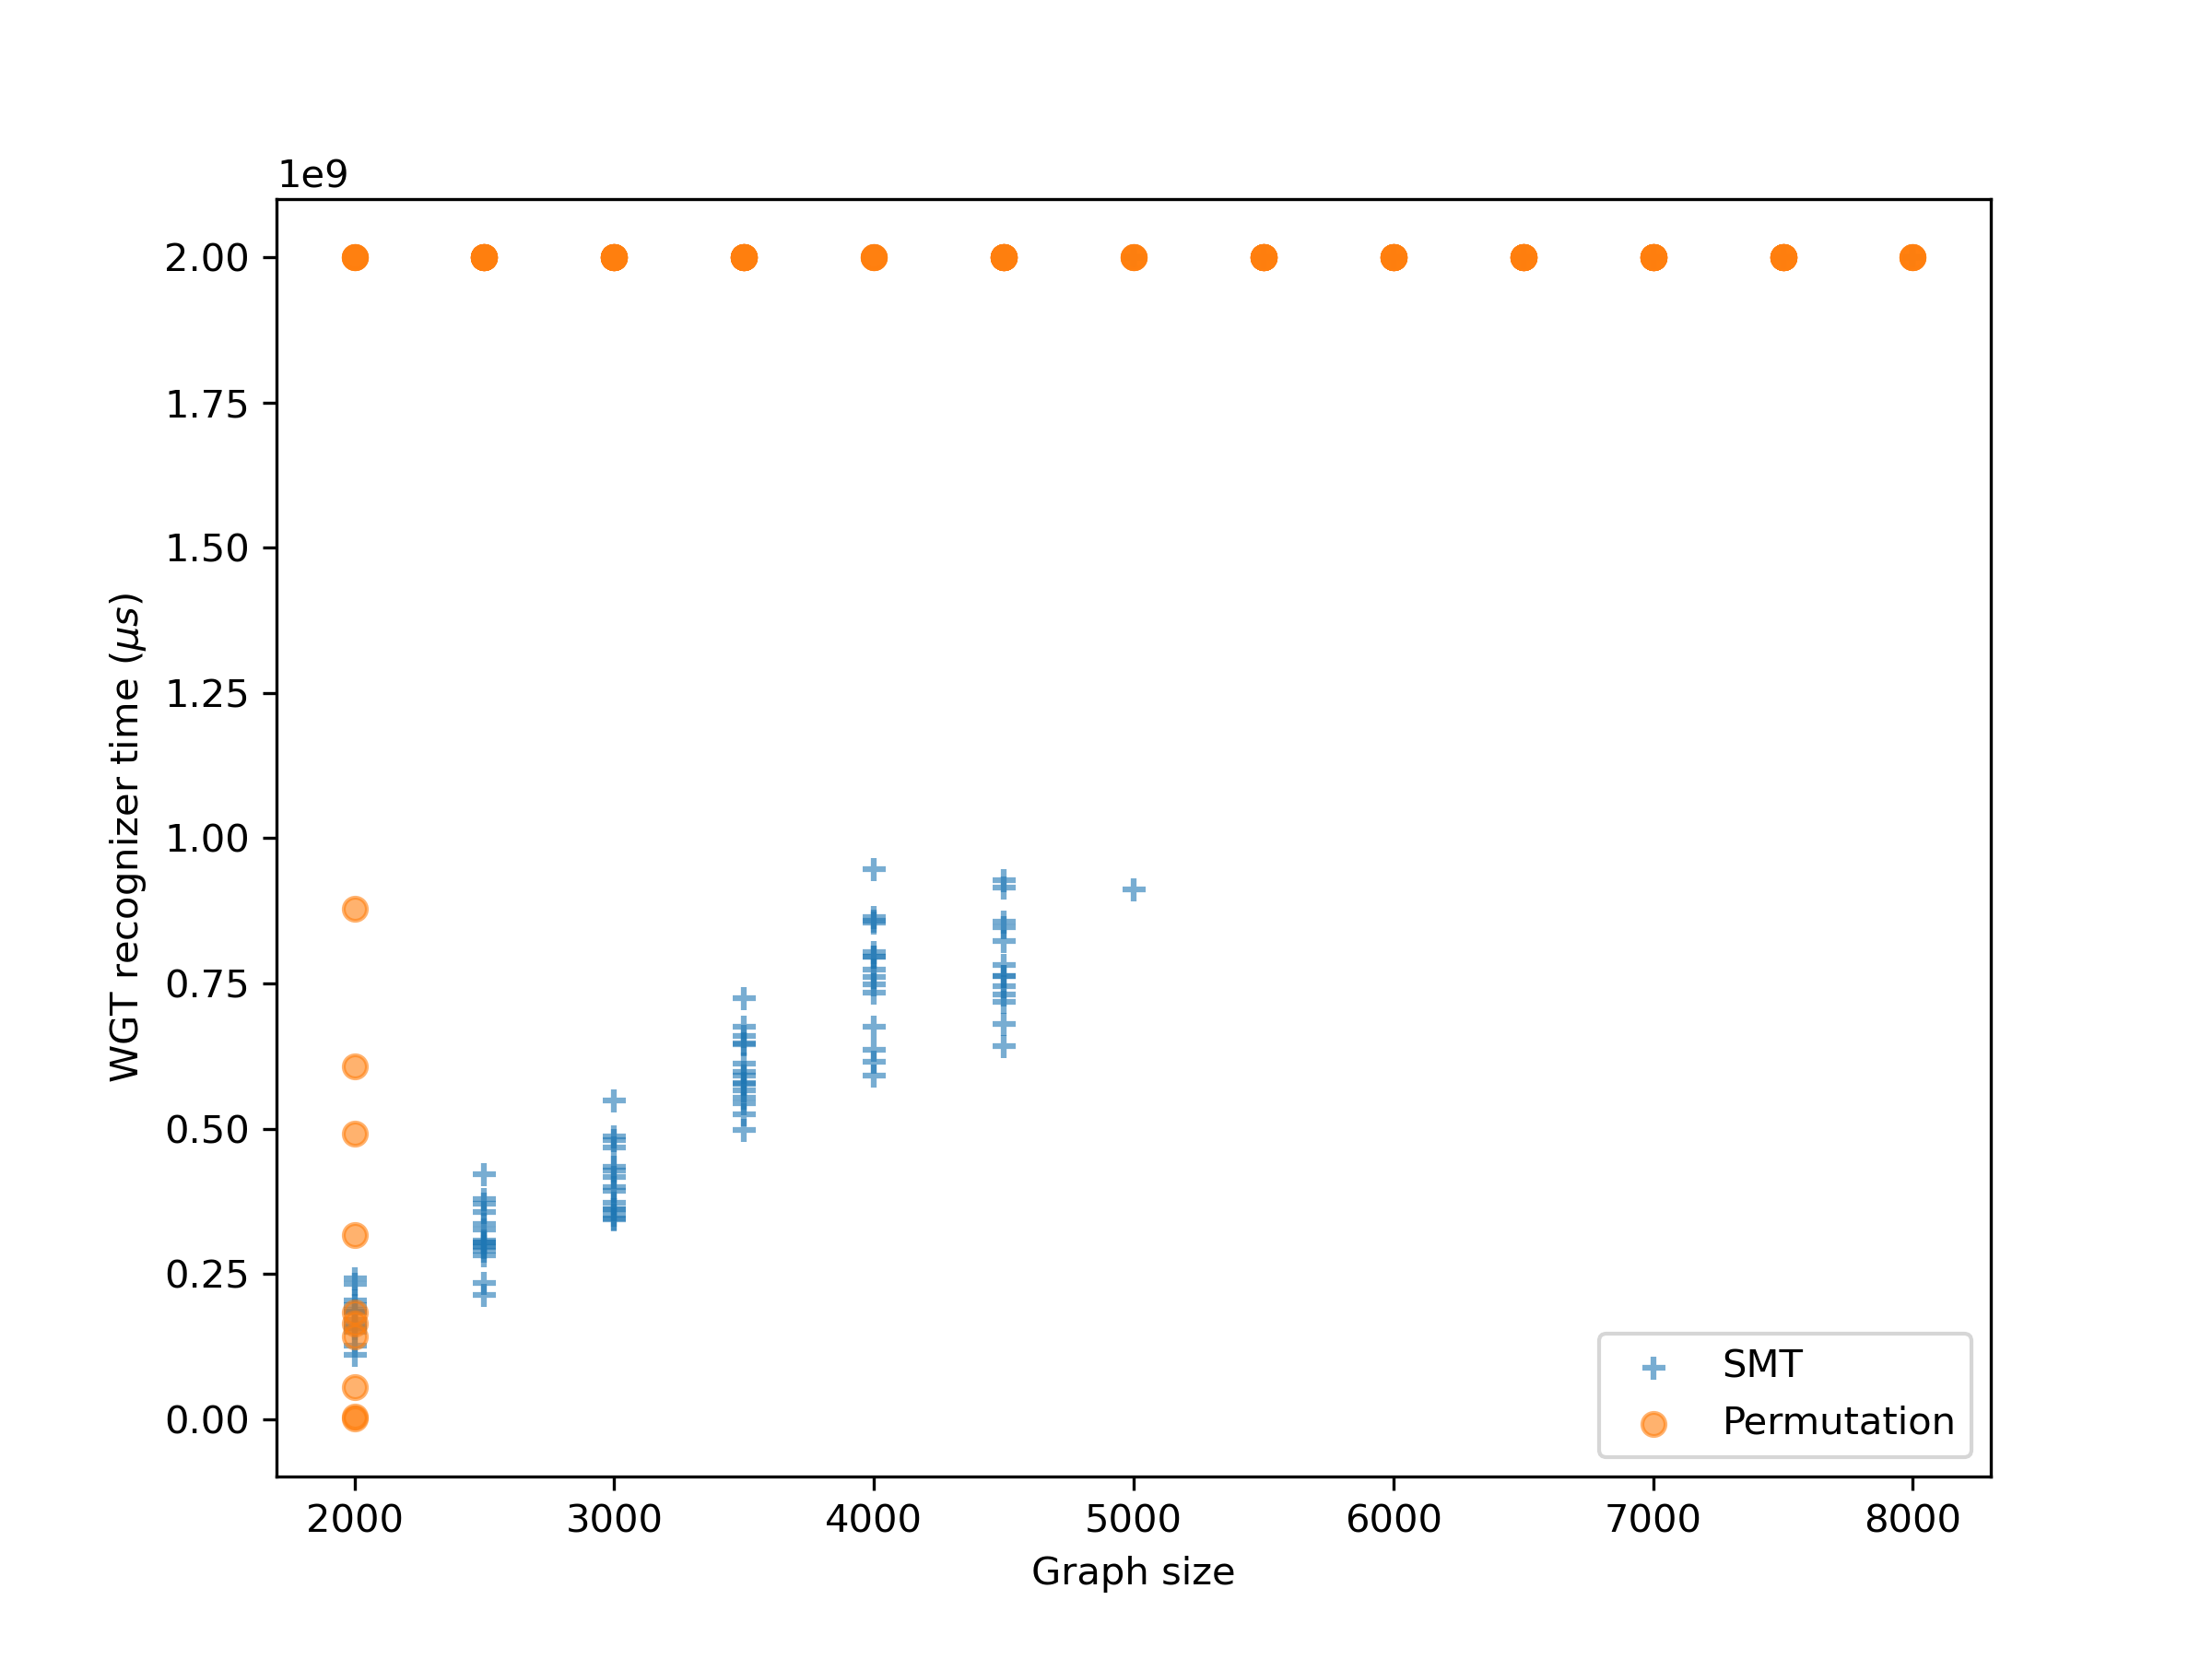 1e9
2.00
1.75
1.50
1.25
1.00
0.75
0.50
0.25
0.00
WGT recognizer time (μs)
SMT
Permutation
2000 3000 4000 5000 6000 7000 8000
Graph size